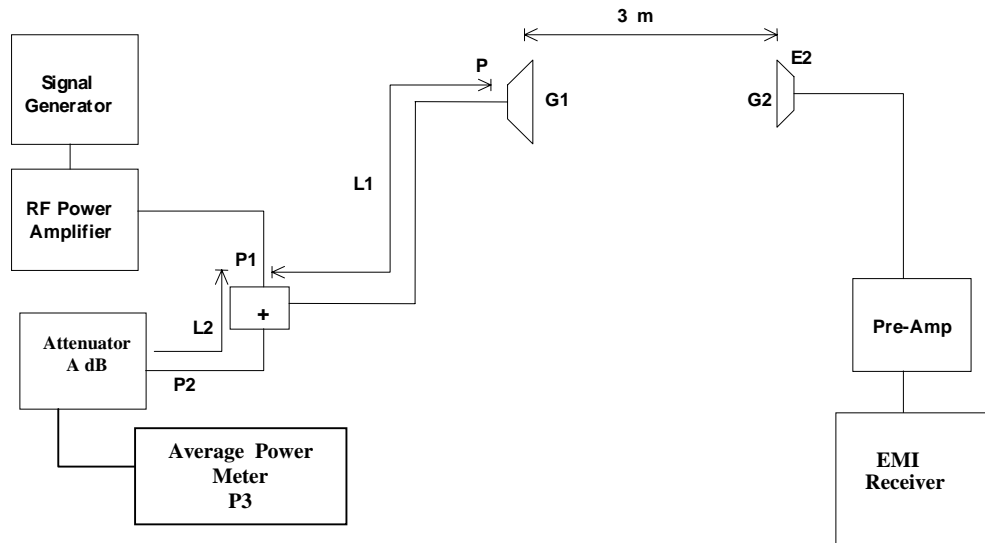 3 m
P
E2
Signal
Generator
G1
G2
L1
RF Power
Amplifier
P1
+
L2
Attenuator
A dB
P2
Pre-Amp
Average Power
Meter
P3
EMI
Receiver